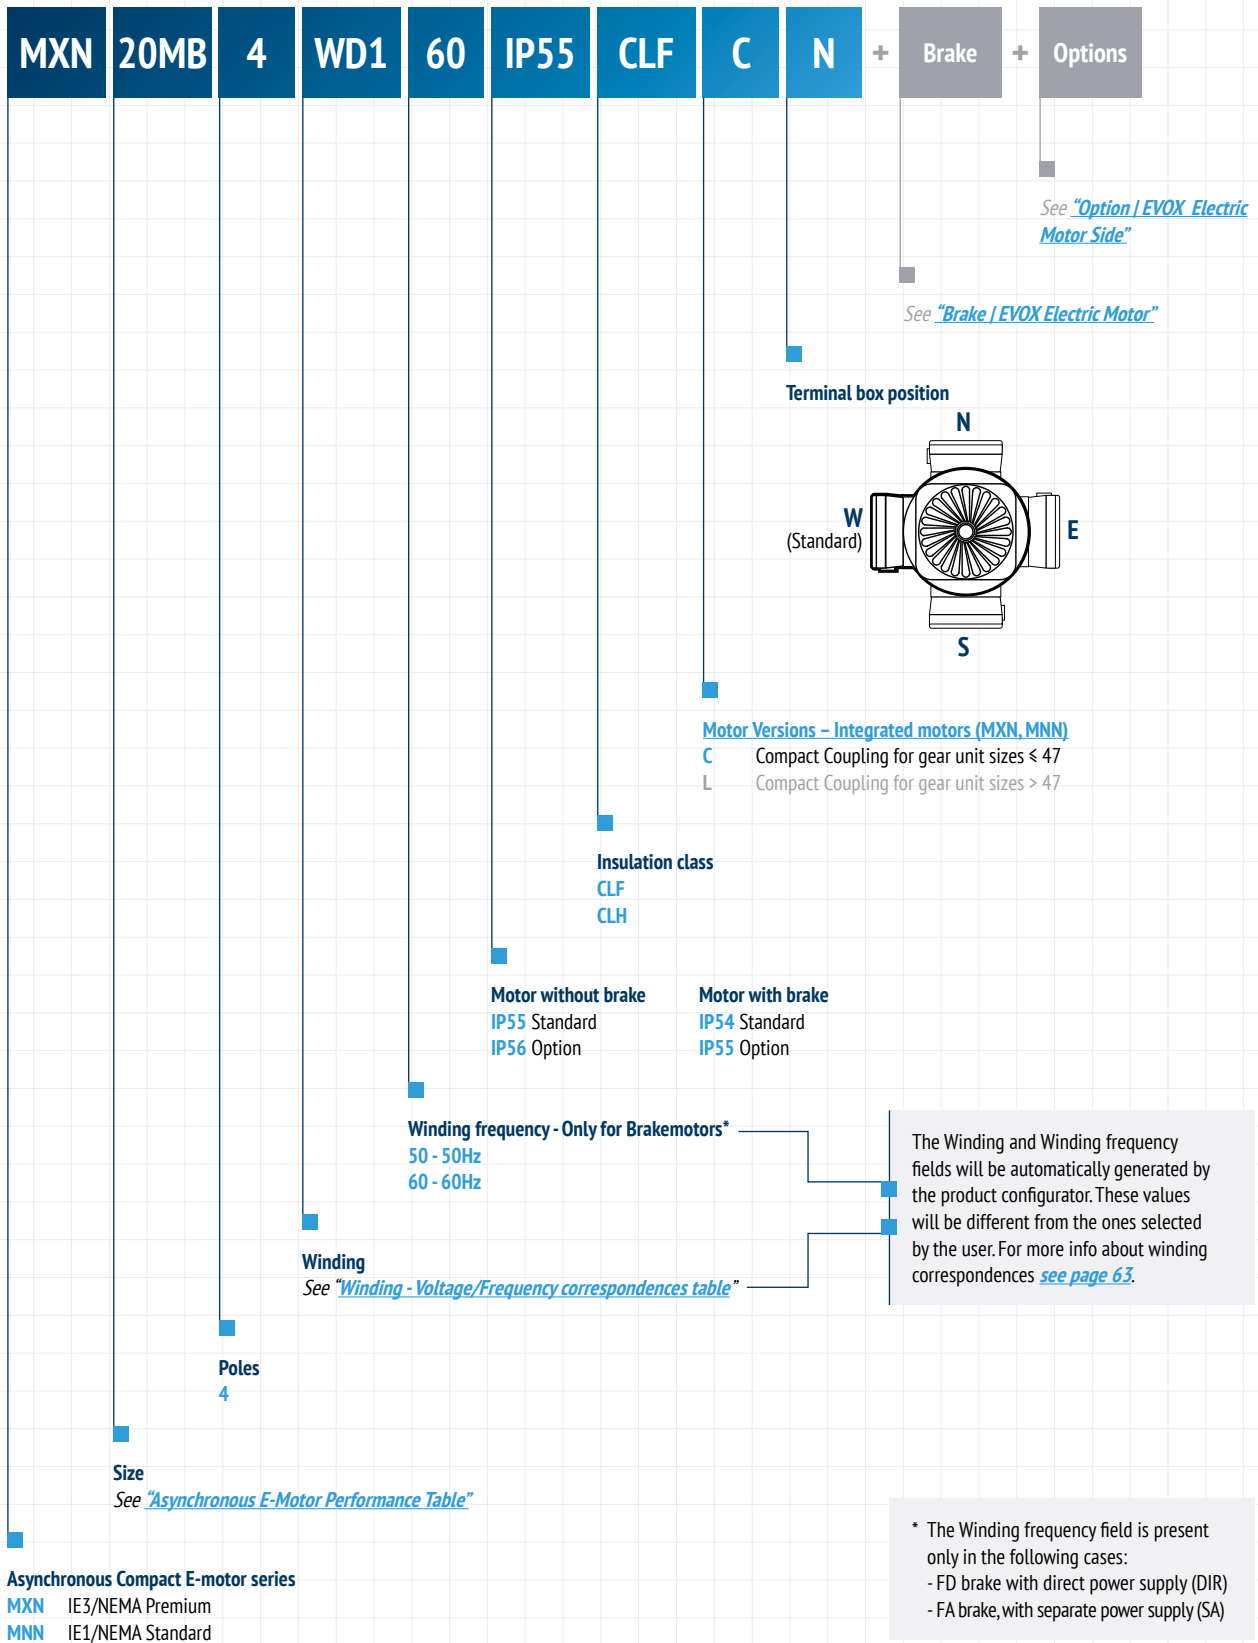 MXN 20MB 4 WD1 60 IP55 CLF C N + Brake + Options
See “Option | EVOX Electric
Motor Side”
See “Brake | EVOX Electric Motor”
Terminal box position
N
W
(Standard)
E
S
Motor Versions – Integrated motors (MXN, MNN)
C Compact Coupling for gear unit sizes ≤ 47
L Compact Coupling for gear unit sizes > 47
Insulation class
CLF
CLH
Motor without brake
IP55 Standard
IP56 Option
Motor with brake
IP54 Standard
IP55 Option
Winding frequency - Only for Brakemotors*
50 - 50Hz
60 - 60Hz
The Winding and Winding frequency
fields will be automatically generated by
the product configurator. These values
will be different from the ones selected
by the user. For more info about winding
correspondences see page 63.
Winding
See “Winding - Voltage/Frequency correspondences table”
Poles
4
Size
See “Asynchronous E-Motor Performance Table”
* The Winding frequency field is present
only in the following cases:
- FD brake with direct power supply (DIR)
- FA brake, with separate power supply (SA)
Asynchronous Compact E-motor series
MXN IE3/NEMA Premium
MNN IE1/NEMA Standard